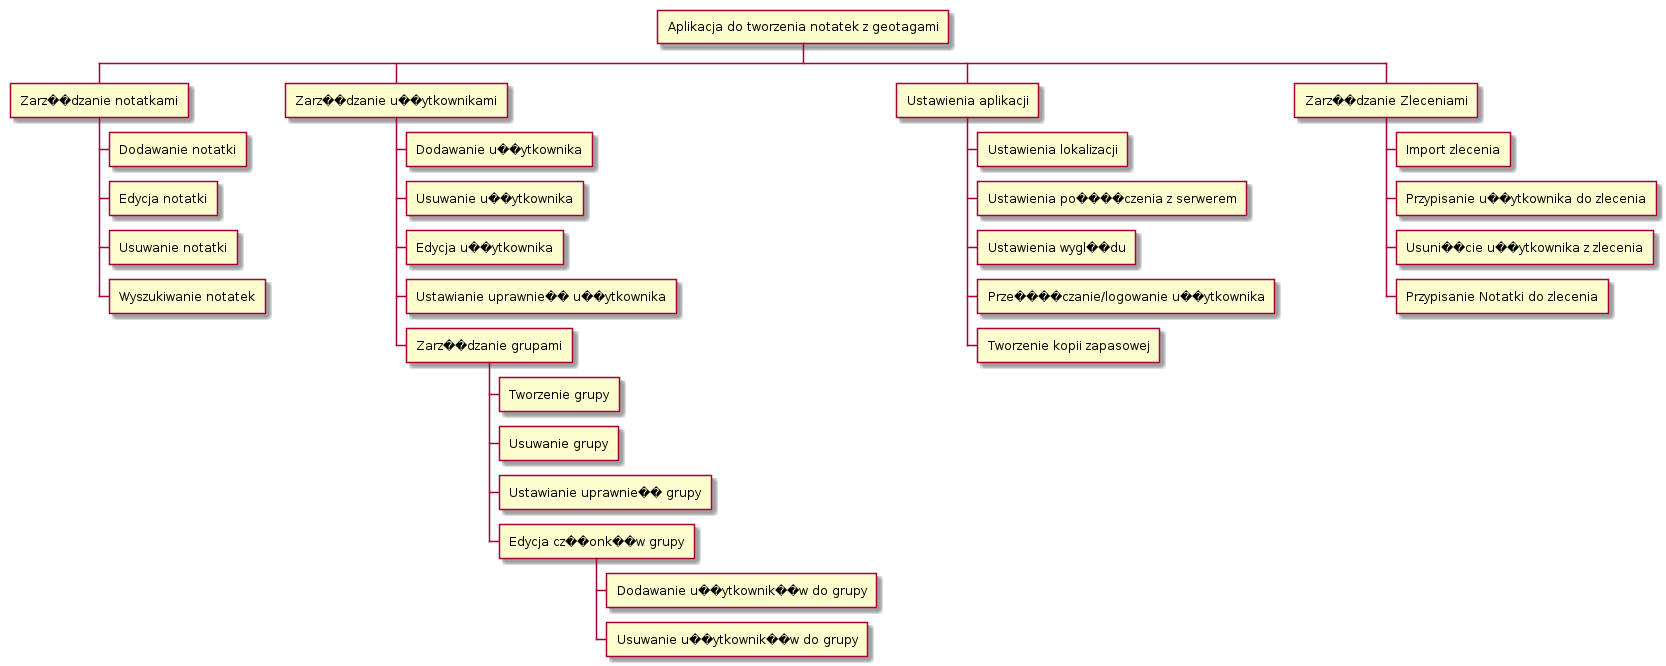 Aplikacja do tworzenia notatek z geotagami
Zarz��dzanie notatkami
Dodawanie notatki
Edycja notatki
Usuwanie notatki
Wyszukiwanie notatek
Zarz��dzanie u��ytkownikami
Dodawanie u��ytkownika
Usuwanie u��ytkownika
Edycja u��ytkownika
Ustawianie uprawnie�� u��ytkownika
Zarz��dzanie grupami
Tworzenie grupy
Usuwanie grupy
Ustawianie uprawnie�� grupy
Edycja cz��onk��w grupy
Dodawanie u��ytkownik��w do grupy
Usuwanie u��ytkownik��w do grupy
Ustawienia aplikacji
Ustawienia lokalizacji
Ustawienia po����czenia z serwerem
Ustawienia wygl��du
Prze����czanie/logowanie u��ytkownika
Tworzenie kopii zapasowej
Zarz��dzanie Zleceniami
Import zlecenia
Przypisanie u��ytkownika do zlecenia
Usuni��cie u��ytkownika z zlecenia
Przypisanie Notatki do zlecenia